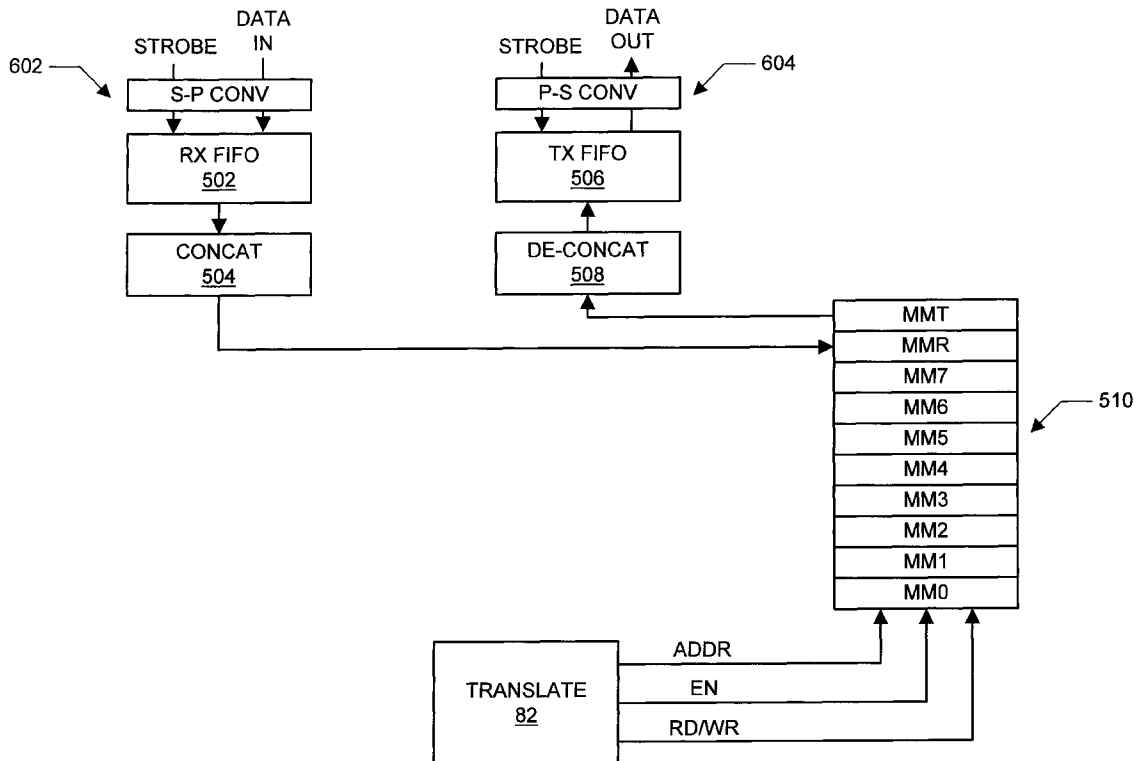 STROBE
DATA
IN
602
S-P CONV
RX FIFO
502
CONCAT
504
STROBE
DATA
OUT
604
P-S CONV
TX FIFO
506
DE-CONCAT
508
MMT
MMR
MM7
MM6
MM5
MM4
MM3
MM2
MM1
MM0
510
TRANSLATE
82
ADDR
EN
RD/WR